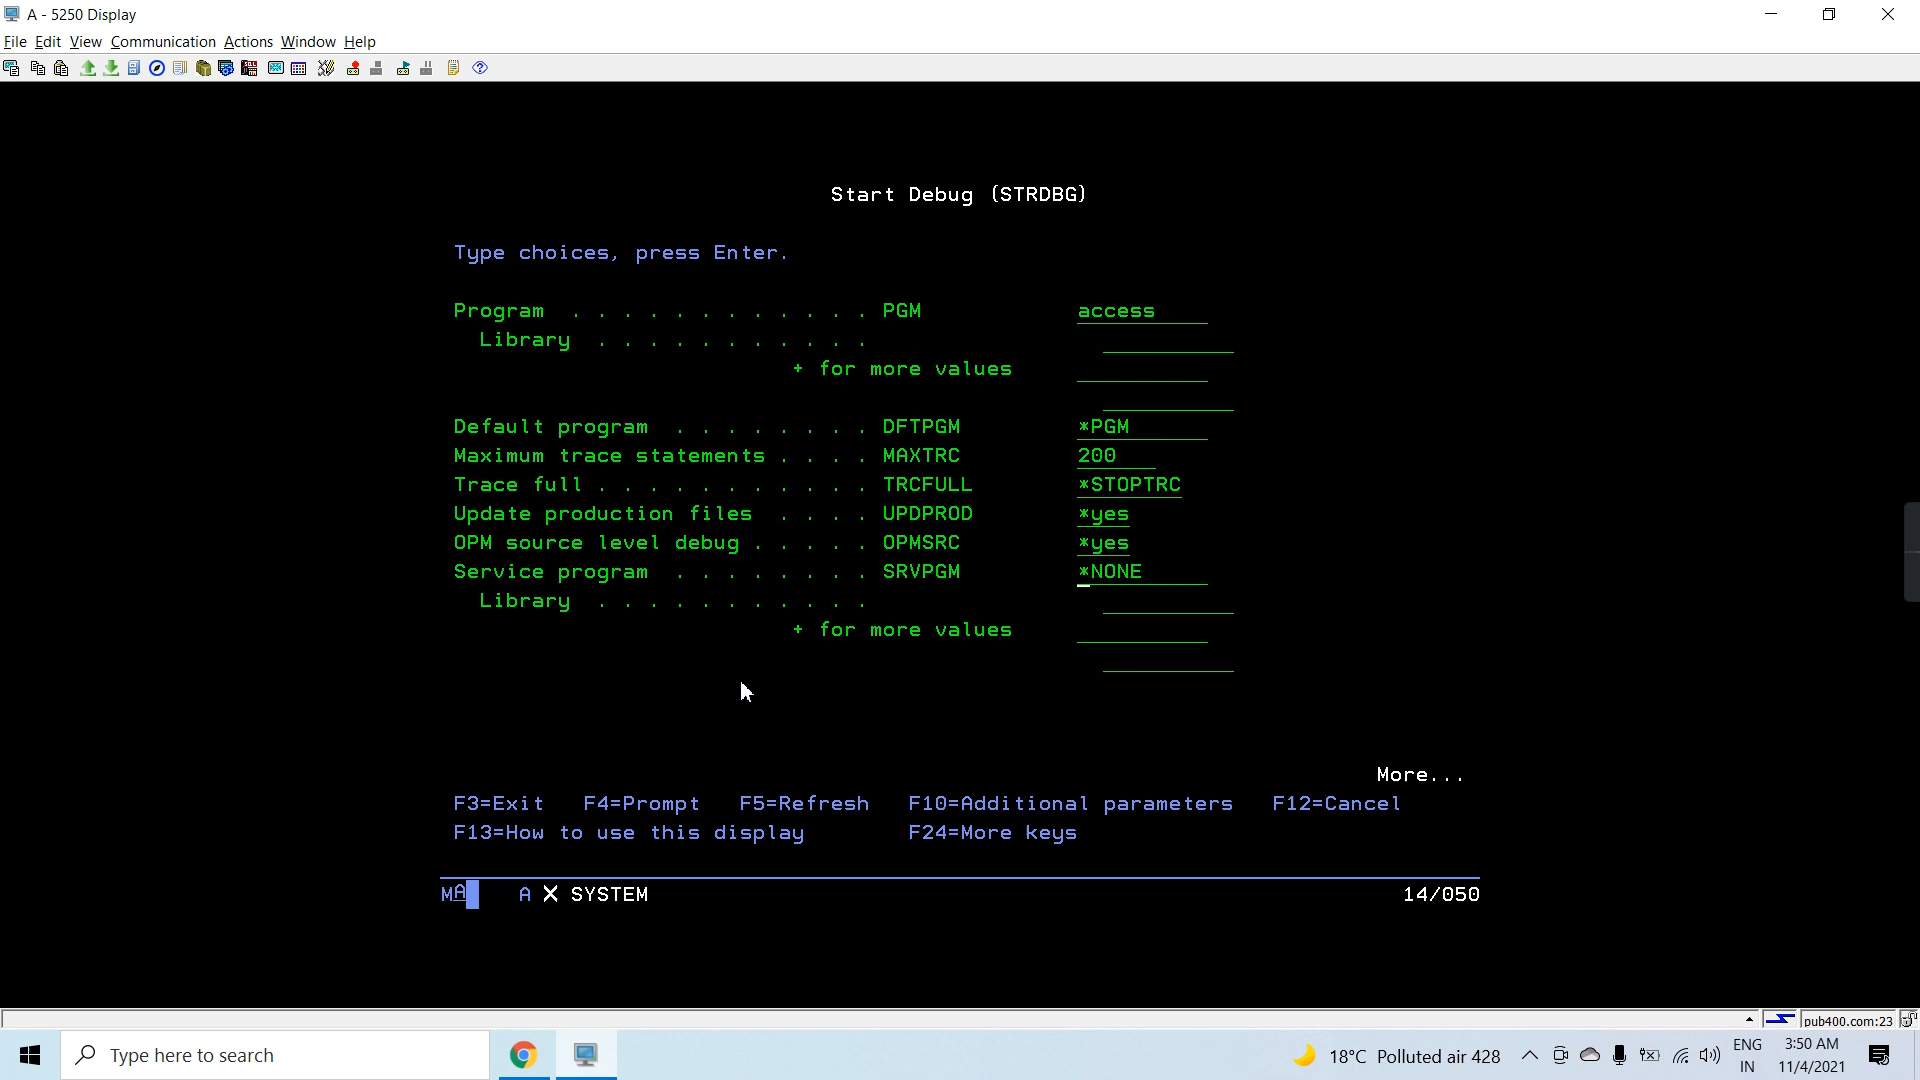 A - 5250 Display
File Edit View Communication Actions Window Help
Start Debug (STRDBG)
Type choices, press Enter.
Program . . . . . . . . . . . . PGM access
Library . . . . . . . . . . .
+ for more values
Default program . . . . . . . . DFTPGM *PGM
Maximum trace statements . . . . MAXTRC 200
Trace full . . . . . . . . . . . TRCFULL *STOPTRC
Update production files . . . . UPDPROD *yes
OPM source level debug . . . . . OPMSRC *yes
Service program . . . . . . . . SRVPGM *NONE
Library . . . . . . . . . . .
+ for more values
More...
F3=Exit F4=Prompt F5=Refresh F10=Additional parameters F12=Cancel
F13=How to use this display F24=More keys
MA A X SYSTEM 14/050
pub400.com:23
Type here to search
18°C Polluted air 428
ENG
IN
3:50 AM
11/4/2021